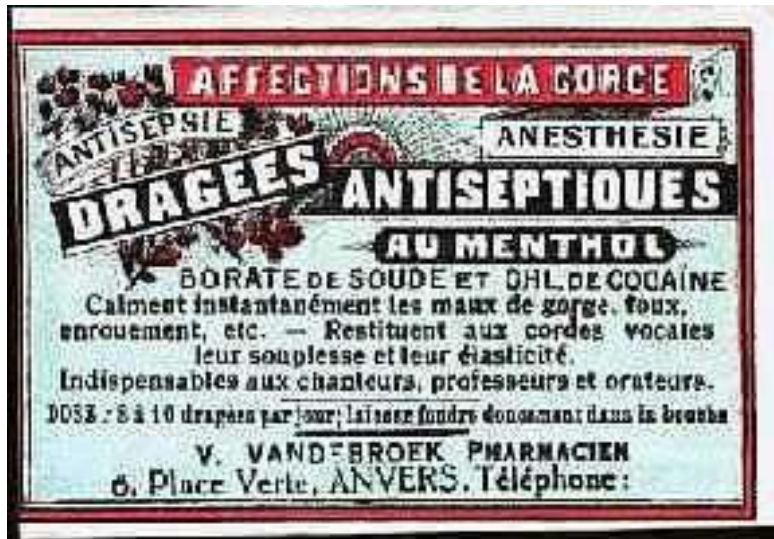 AFFECTIONS DE LA GORGE
ANTISEPSIE
ANESTHESIE
DRAGEES ANTISEPTIQUES
AU MENTHOL
BORATE DE SOUDE ET CHL. DE COCAÏNE
Calment instantanément les maux de gorge, toux,
enrouement, etc. — Restituent aux cordes vocales
leur souplesse et leur élasticité.
Indispensables aux chanteurs, professeurs et orateurs.
DOSE : 8 à 10 dragees par jour; laisser fondre doucement dans la bouche
V. VANDEBROEK PHARMACIEN
6, Place Verte, ANVERS. Téléphone :